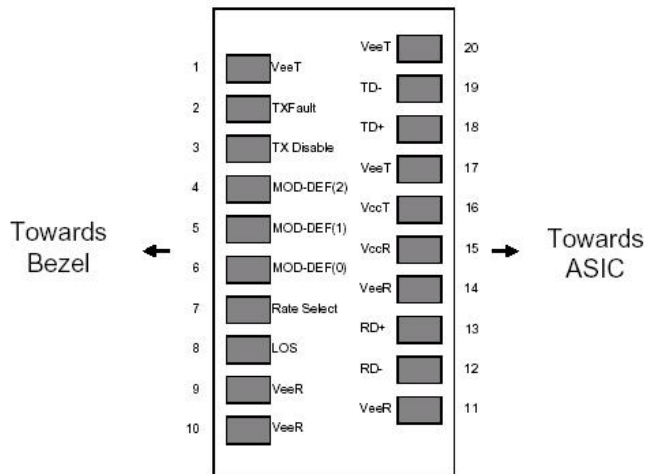 VeeT 20
1 VeeT
TD- 19
2 TXFault
TD+ 18
3 TX Disable
VeeT 17
4 MOD-DEF(2)
VccT 16
5 MOD-DEF(1)
Towards
Bezel
VccR 15
Towards
ASIC
6 MOD-DEF(0)
VeeR 14
7 Rate Select
RD+ 13
8 LOS
RD- 12
9 VeeR
VeeR 11
10 VeeR